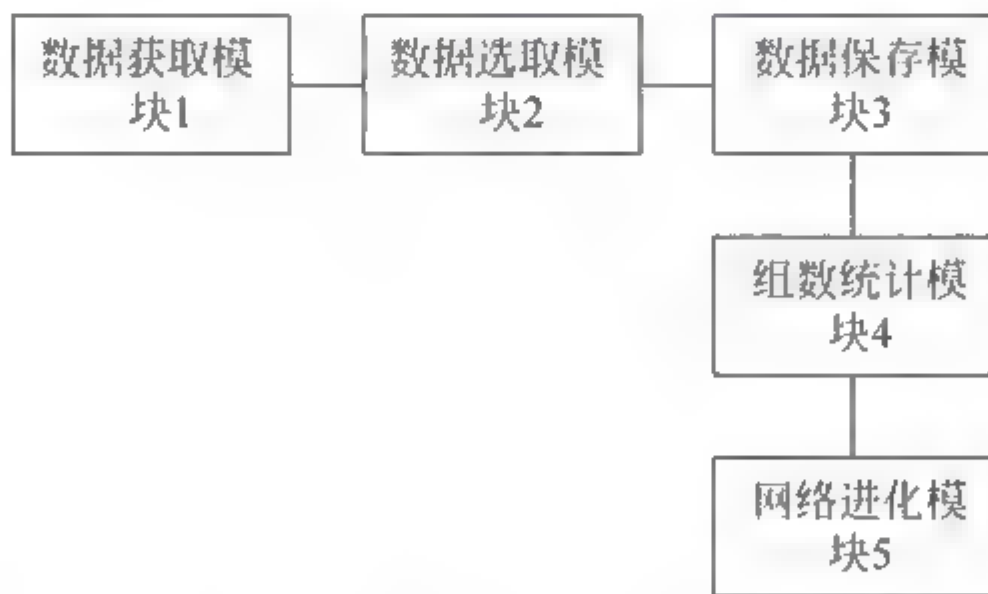 数据获取模
块1
数据选取模
块2
数据保存模
块3
组数统计模
块4
网络进化模
块5